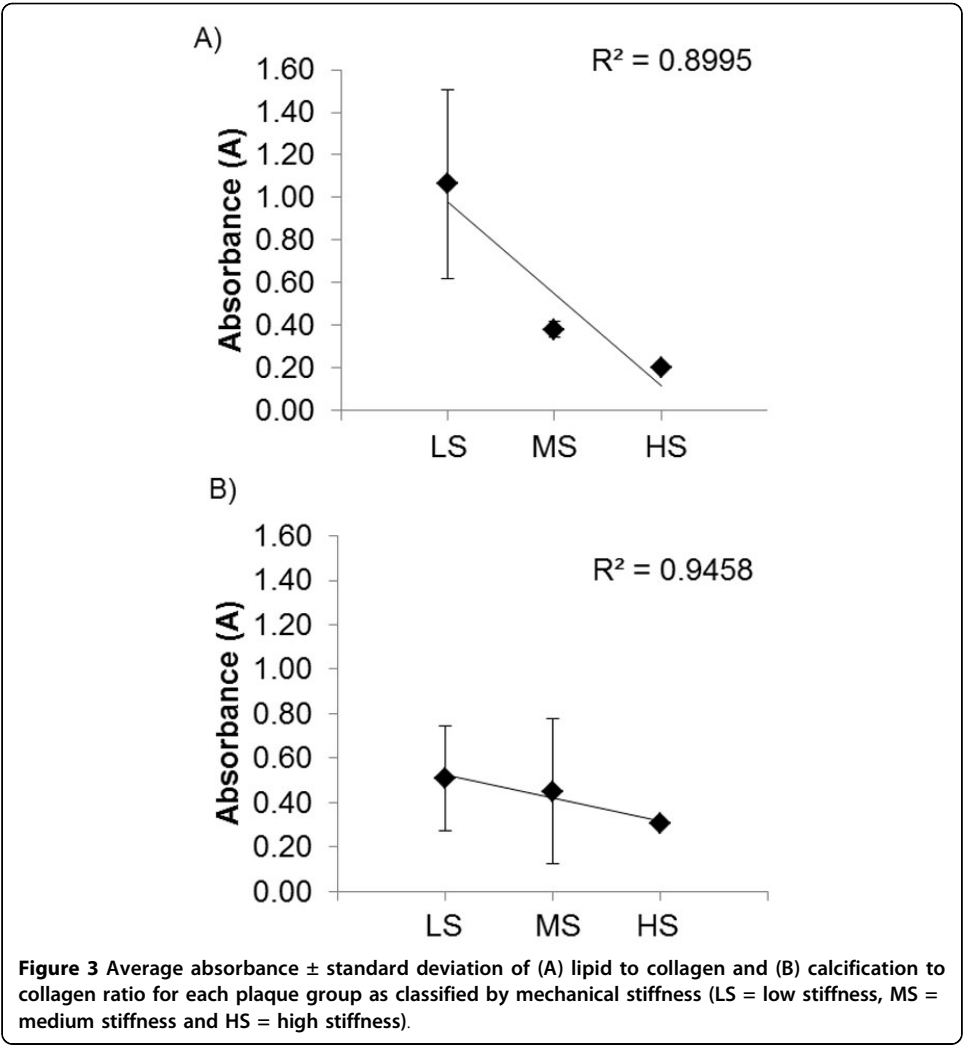 A)
R² = 0.8995
1.60
1.40
1.20
1.00
0.80
0.60
0.40
0.20
0.00
Absorbance (A)
LS MS HS
B)
R² = 0.9458
1.60
1.40
1.20
1.00
0.80
0.60
0.40
0.20
0.00
Absorbance (A)
LS MS HS
Figure 3 Average absorbance ± standard deviation of (A) lipid to collagen and (B) calcification to
collagen ratio for each plaque group as classified by mechanical stiffness (LS = low stiffness, MS =
medium stiffness and HS = high stiffness).